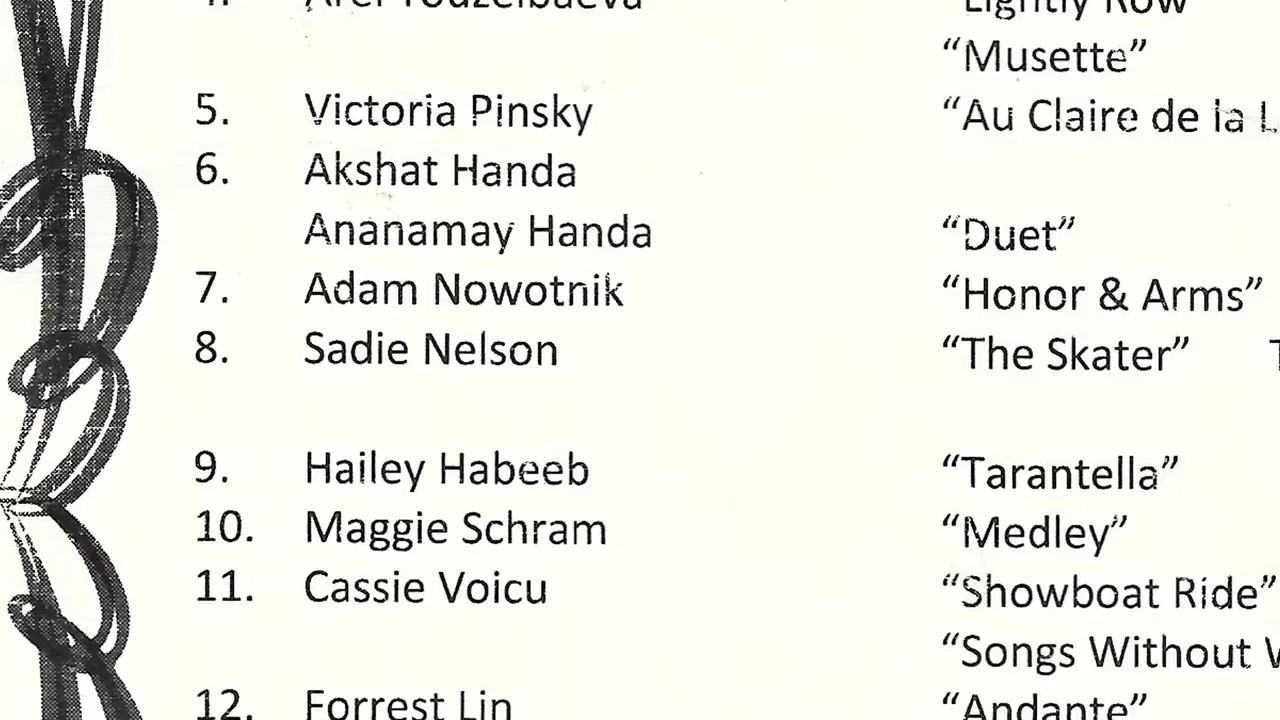 "Lightly Row"
"Musette"
5. Victoria Pinsky "Au Claire de la
6. Akshat Handa
Ananamay Handa "Duet"
7. Adam Nowotnik "Honor & Arms"
8. Sadie Nelson "The Skater"
9. Hailey Habeeb "Tarantella"
10. Maggie Schram "Medley"
11. Cassie Voicu "Showboat Ride"
"Songs Without
12. Forrest Lin "Andante"